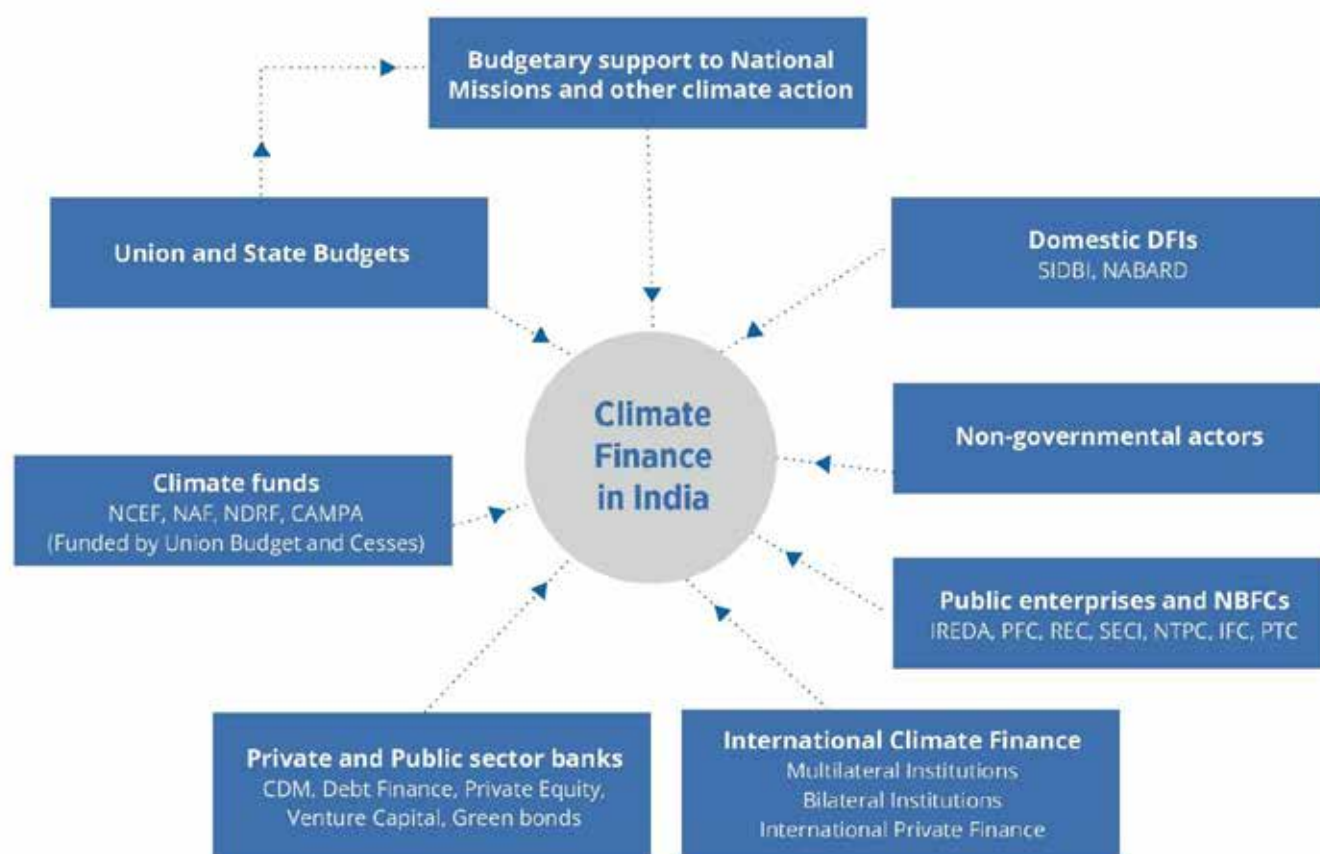 Budgetary support to National
Missions and other climate action
Union and State Budgets
Domestic DFIs
SIDBI, NABARD
Climate
Finance
in India
Non-governmental actors
Climate funds
NCEF, NAF, NDRF, CAMPA
(Funded by Union Budget and Cesses)
Public enterprises and NBFCs
IREDA, PFC, REC, SECI, NTPC, IFC, PTC
Private and Public sector banks
CDM, Debt Finance, Private Equity,
Venture Capital, Green bonds
International Climate Finance
Multilateral Institutions
Bilateral Institutions
International Private Finance